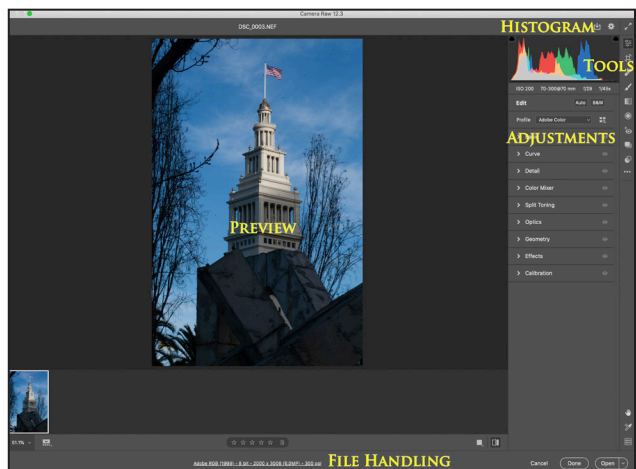 Camera Raw 12.3
DSC_0003.NEF
HISTOGRAM
TOOLS
ISO 200 70-300@70 mm f/29 1/45s
Edit Auto B&W
Profile Adobe Color
ADJUSTMENTS
Curve
Detail
Color Mixer
Split Toning
Optics
Geometry
Effects
Calibration
PREVIEW
51.1%
Adobe RGB (1998) - 8 bit - 2000 x 3008 (6.0MP) - 300 ppi
FILE HANDLING
Cancel Done Open